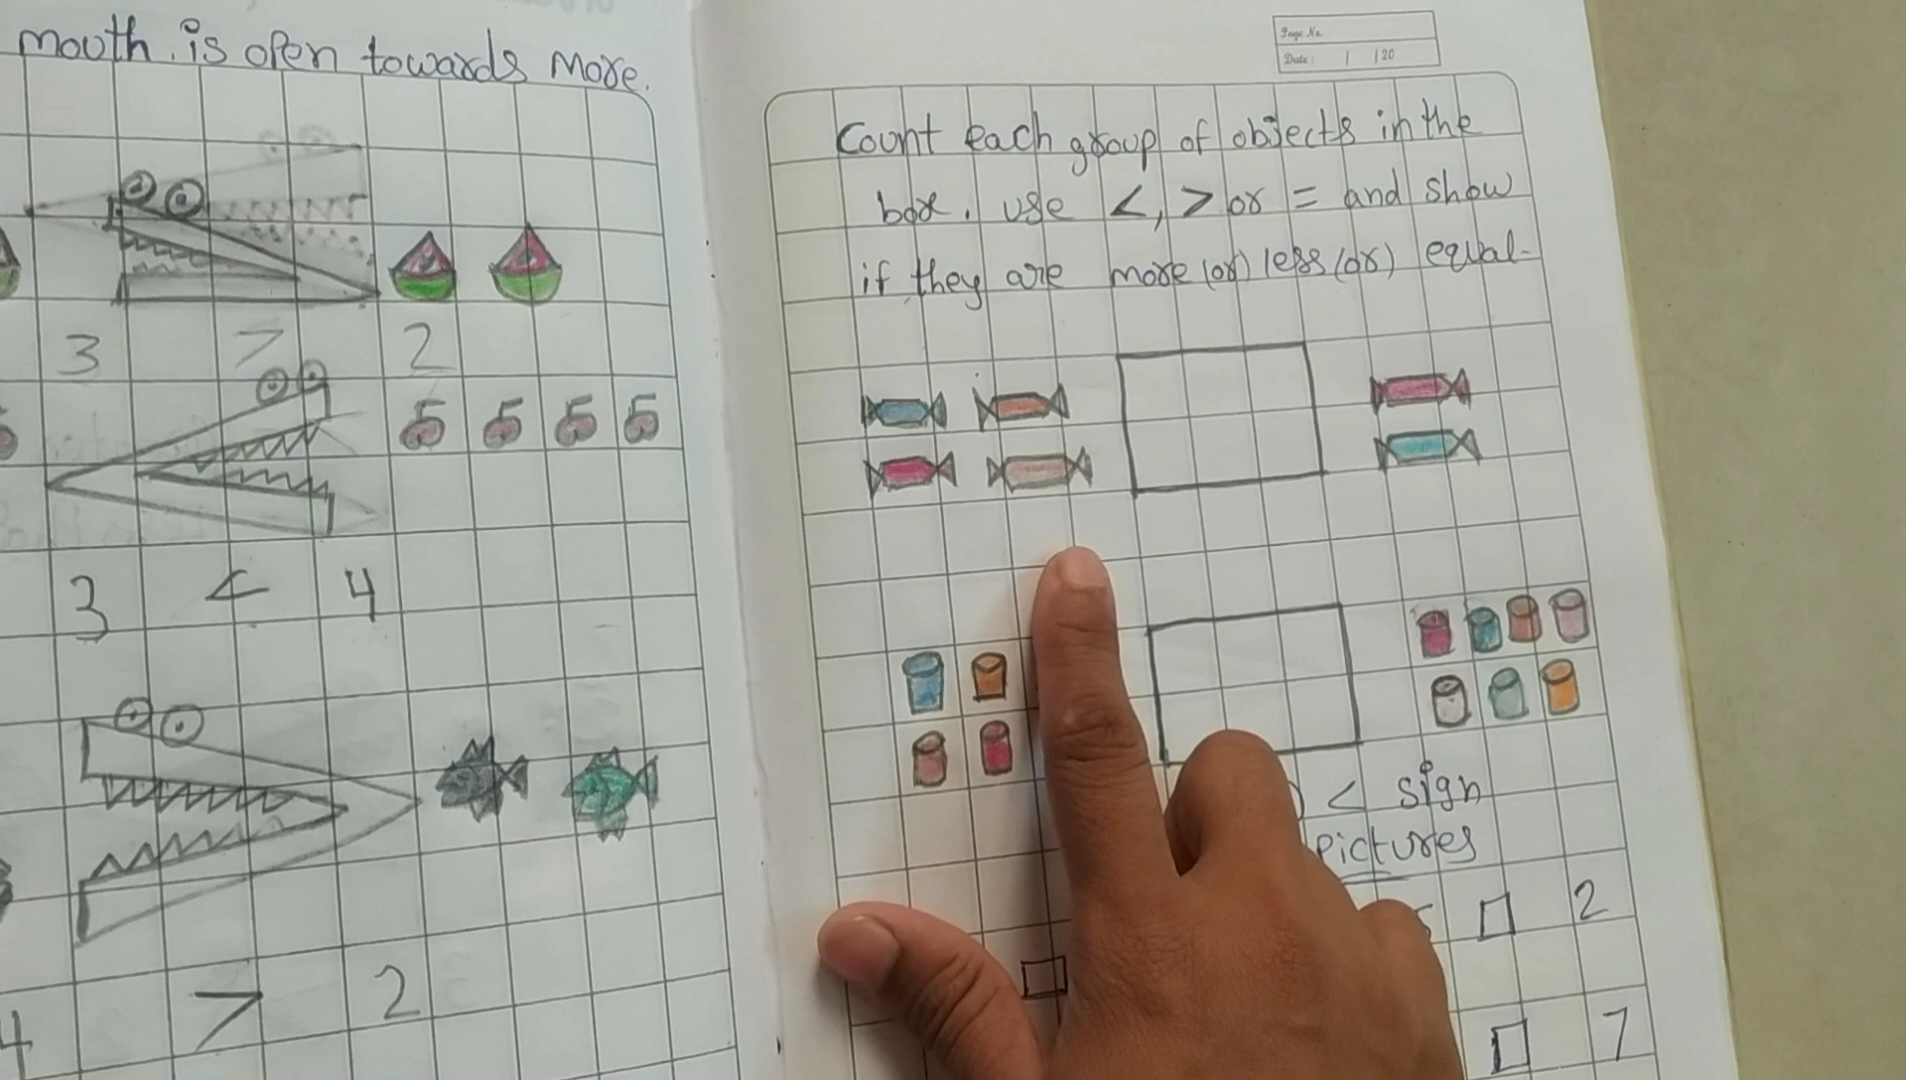 mouth is open towards more.
3 > 2
3 < 4
4 > 2
Page No.
Date: / /20
Count each group of objects in the
box. use <, > or = and show
if they are more (or) less (or) equal-
< sign
pictures
2
7